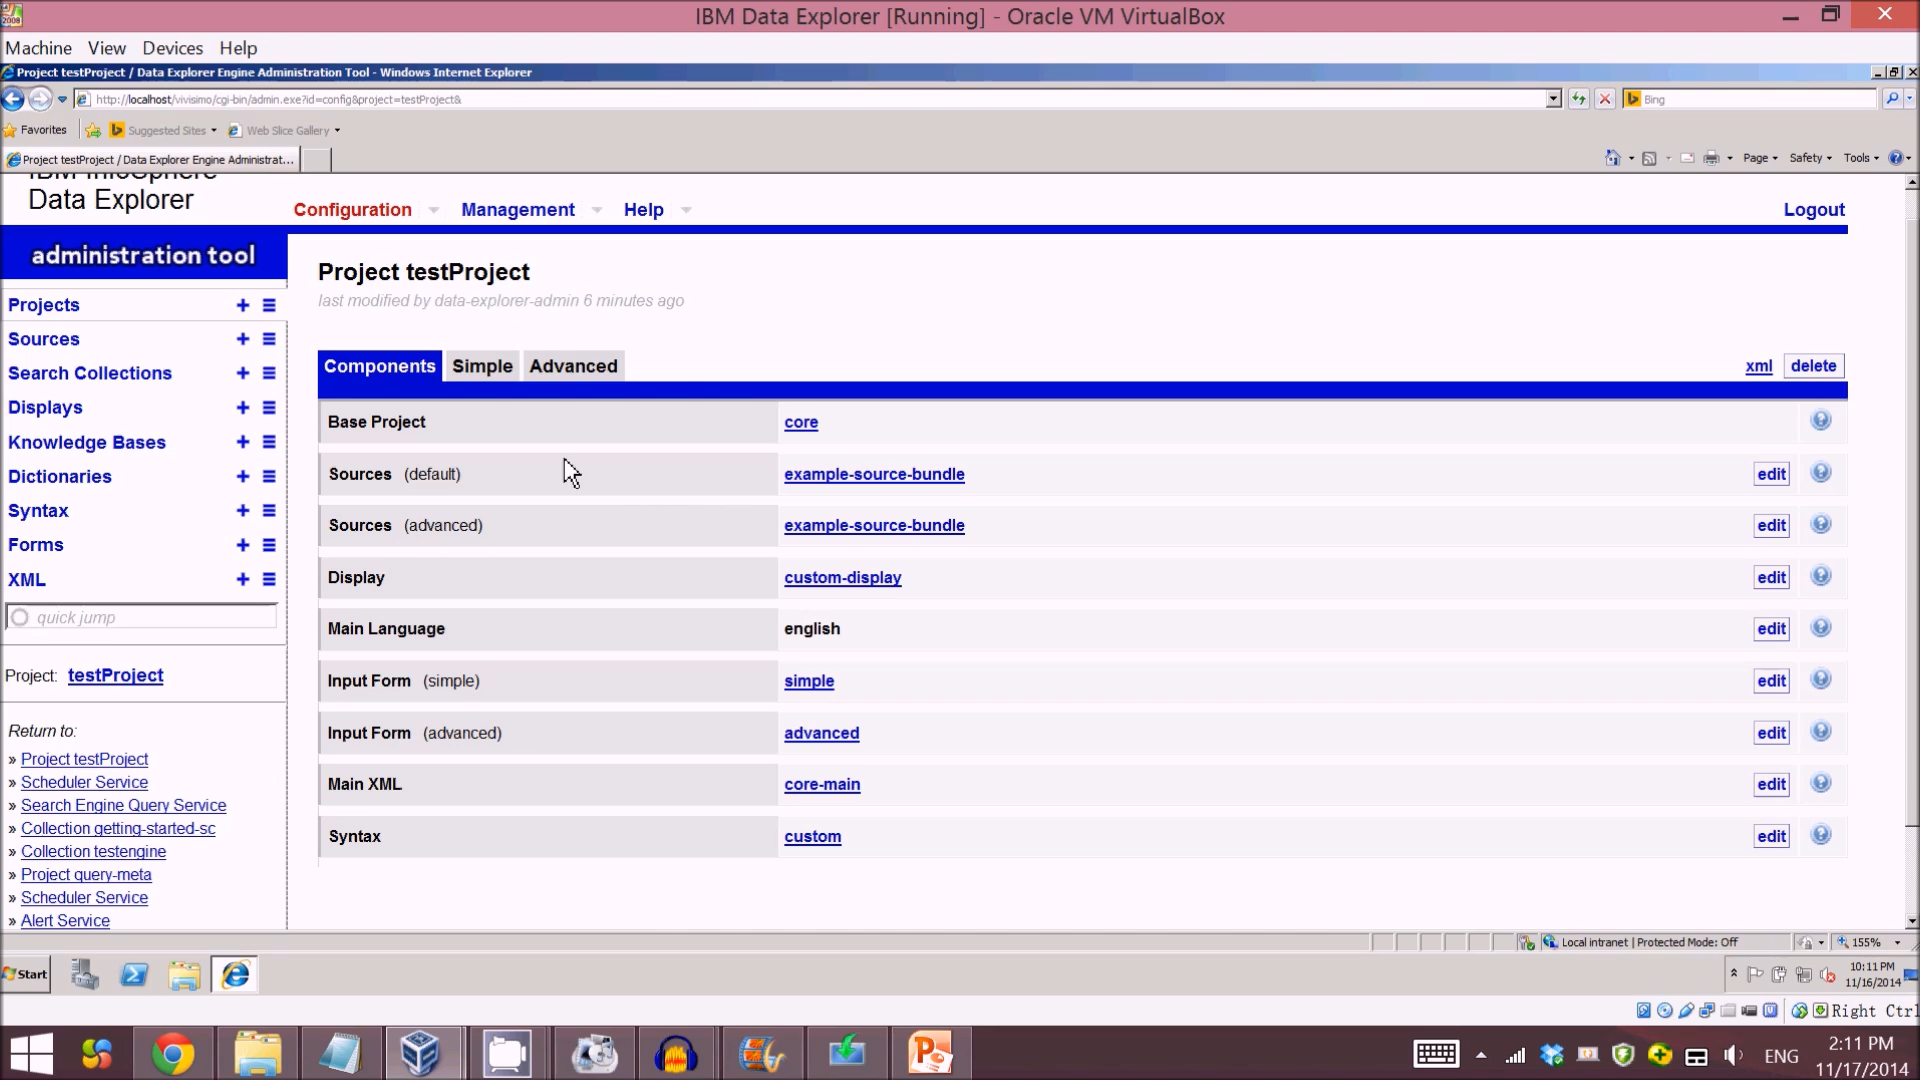 IBM Data Explorer [Running] - Oracle VM VirtualBox
Machine View Devices Help
Project testProject / Data Explorer Engine Administration Tool - Windows Internet Explorer
http://localhost/vivisimo/cgi-bin/admin.exe?id=config&project=testProject&
Bing
Favorites Suggested Sites Web Slice Gallery
Project testProject / Data Explorer Engine Administrat...
Page Safety Tools
IBM InfoSphere
Data Explorer
Configuration Management Help Logout
administration tool
Project testProject
last modified by data-explorer-admin 6 minutes ago
Projects + 
Sources +
Search Collections +
Displays +
Knowledge Bases +
Dictionaries +
Syntax +
Forms +
XML +
quick jump
Project: testProject
Return to:
» Project testProject
» Scheduler Service
» Search Engine Query Service
» Collection getting-started-sc
» Collection testengine
» Project query-meta
» Scheduler Service
» Alert Service
Components Simple Advanced xml delete
Base Project core
Sources (default) example-source-bundle edit
Sources (advanced) example-source-bundle edit
Display custom-display edit
Main Language english edit
Input Form (simple) simple edit
Input Form (advanced) advanced edit
Main XML core-main edit
Syntax custom edit
Local intranet | Protected Mode: Off 155%
Start
10:11 PM
11/16/2014
Right Ctrl
ENG
2:11 PM
11/17/2014